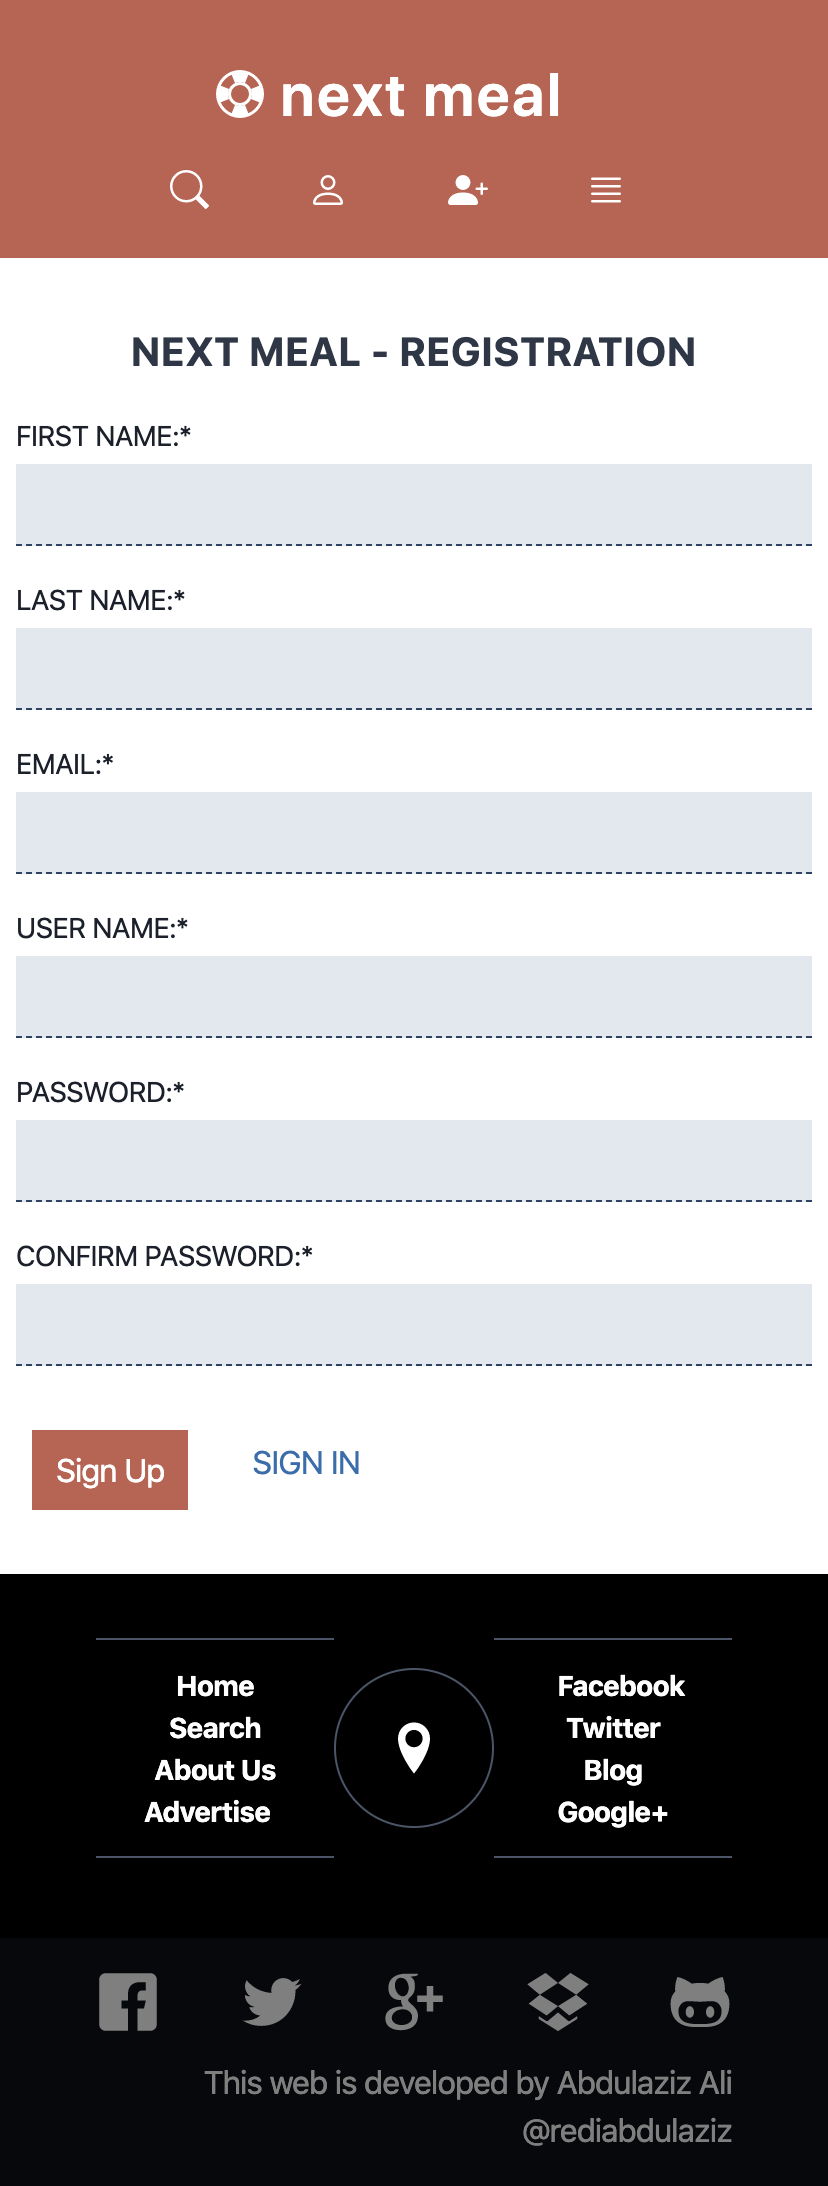 next meal
NEXT MEAL - REGISTRATION
FIRST NAME:*
LAST NAME:*
EMAIL:*
USER NAME:*
PASSWORD:*
CONFIRM PASSWORD:*
Sign Up SIGN IN
Home
Search
About Us
Advertise
Facebook
Twitter
Blog
Google+
g+
This web is developed by Abdulaziz Ali
@rediabdulaziz